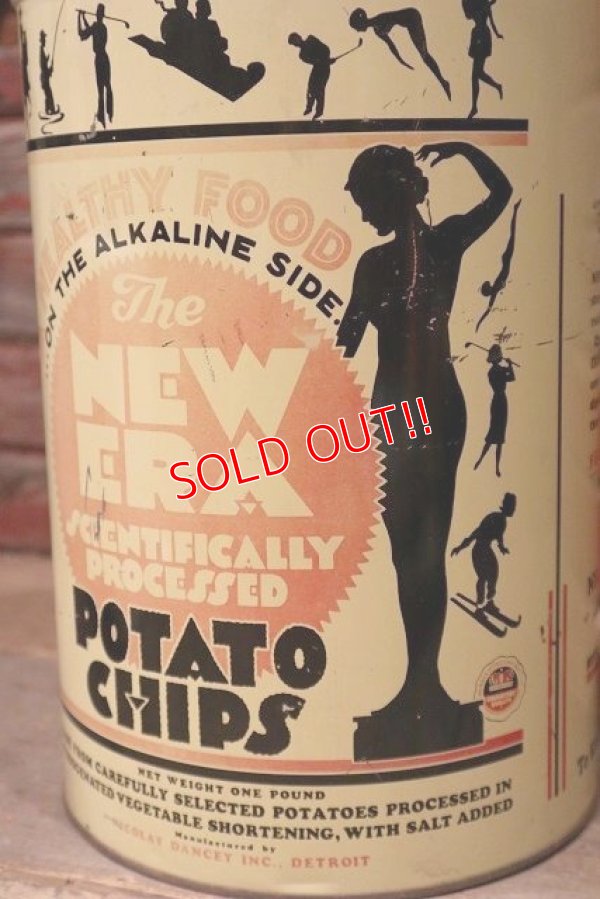 HEALTHY FOOD
ON THE ALKALINE SIDE.
The
NEW
ERA
SCIENTIFICALLY
PROCESSED
POTATO
CHIPS
NET WEIGHT ONE POUND
FROM CAREFULLY SELECTED POTATOES PROCESSED IN
VEGETABLE SHORTENING, WITH SALT ADDED
Manufactured by
NICOLAY DANCEY INC., DETROIT
SOLD OUT!!